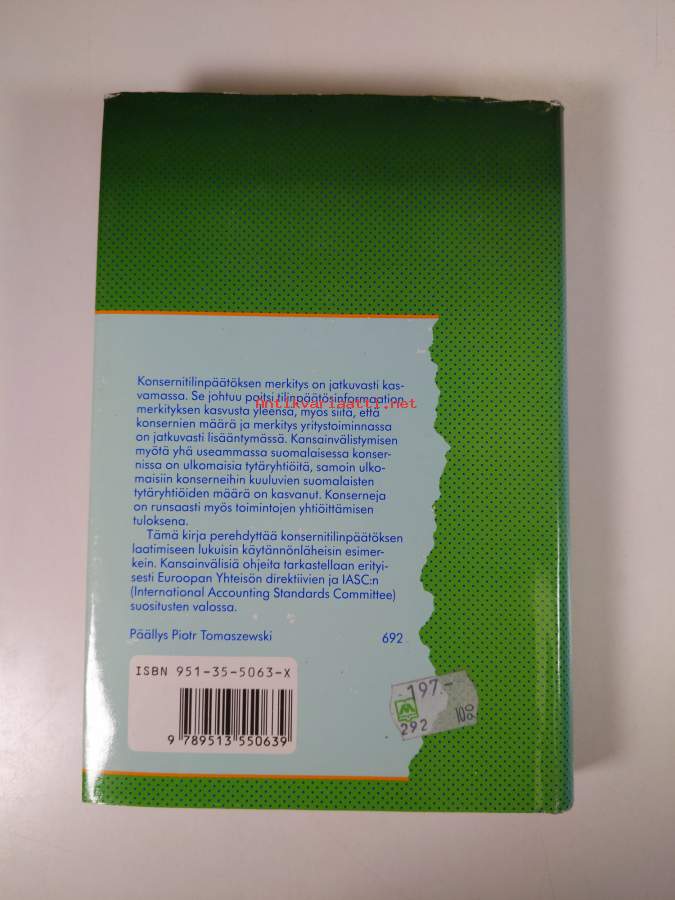 Konsernitilinpäätöksen merkitys on jatkuvasti kas-
vamassa. Se johtuu paitsi tilinpäätösinformaation
antikvariaatti.net
merkityksen kasvusta yleensä, myös siitä, että
konsernien määrä ja merkitys yritystoiminnassa
on jatkuvasti lisääntymässä. Kansainvälistymisen
myötä yhä useammassa suomalaisessa konser-
nissa on ulkomaisia tytäryhtiöitä, samoin ulko-
maisiin konserneihin kuuluvien suomalaisten
tytäryhtiöiden määrä on kasvanut. Konserneja
on runsaasti myös toimintojen yhtiöittämisen
tuloksena.
Tämä kirja perehdyttää konsernitilinpäätöksen
laatimiseen lukuisin käytännönläheisin esimer-
kein. Kansainvälisiä ohjeita tarkastellaan erityi-
sesti Euroopan Yhteisön direktiivien ja IASC:n
(International Accounting Standards Committee)
suositusten valossa.
Päällys Piotr Tomaszewski 692
ISBN 951-35-5063-X
9 789513 550639
197.-
292